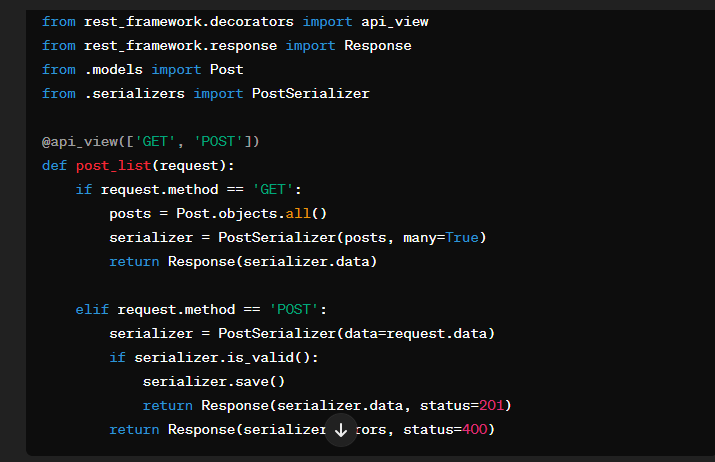 from rest_framework.decorators import api_view
from rest_framework.response import Response
from .models import Post
from .serializers import PostSerializer
@api_view(['GET', 'POST'])
def post_list(request):
if request.method == 'GET':
posts = Post.objects.all()
serializer = PostSerializer(posts, many=True)
return Response(serializer.data)
elif request.method == 'POST':
serializer = PostSerializer(data=request.data)
if serializer.is_valid():
serializer.save()
return Response(serializer.data, status=201)
return Response(serializer rors, status=400)